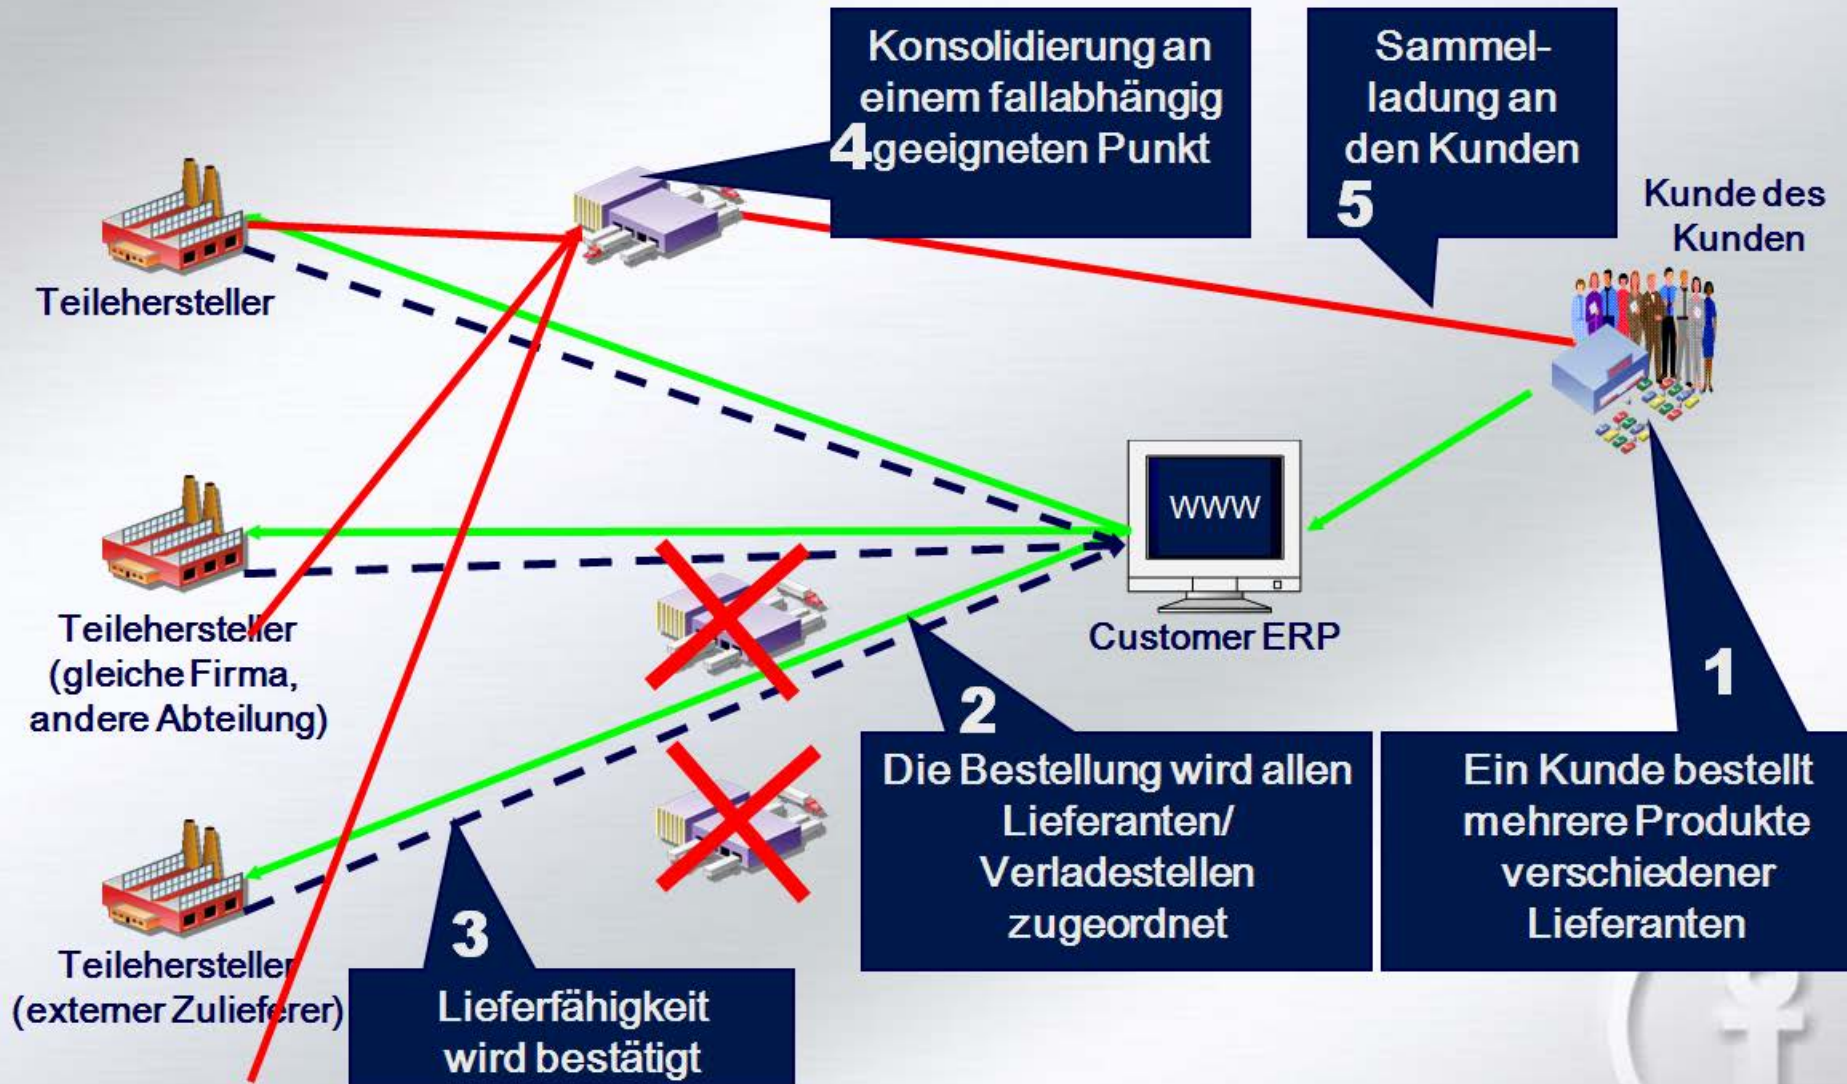 Konsolidierung an
einem fallabhängig
4 geeigneten Punkt
Sammel-
ladung an
den Kunden
5
Kunde des
Kunden
Teilehersteller
WWW
Customer ERP
Teilehersteller
(gleiche Firma,
andere Abteilung)
2
Die Bestellung wird allen
Lieferanten/
Verladestellen
zugeordnet
1
Ein Kunde bestellt
mehrere Produkte
verschiedener
Lieferanten
Teilehersteller
(externer Zulieferer)
3
Lieferfähigkeit
wird bestätigt